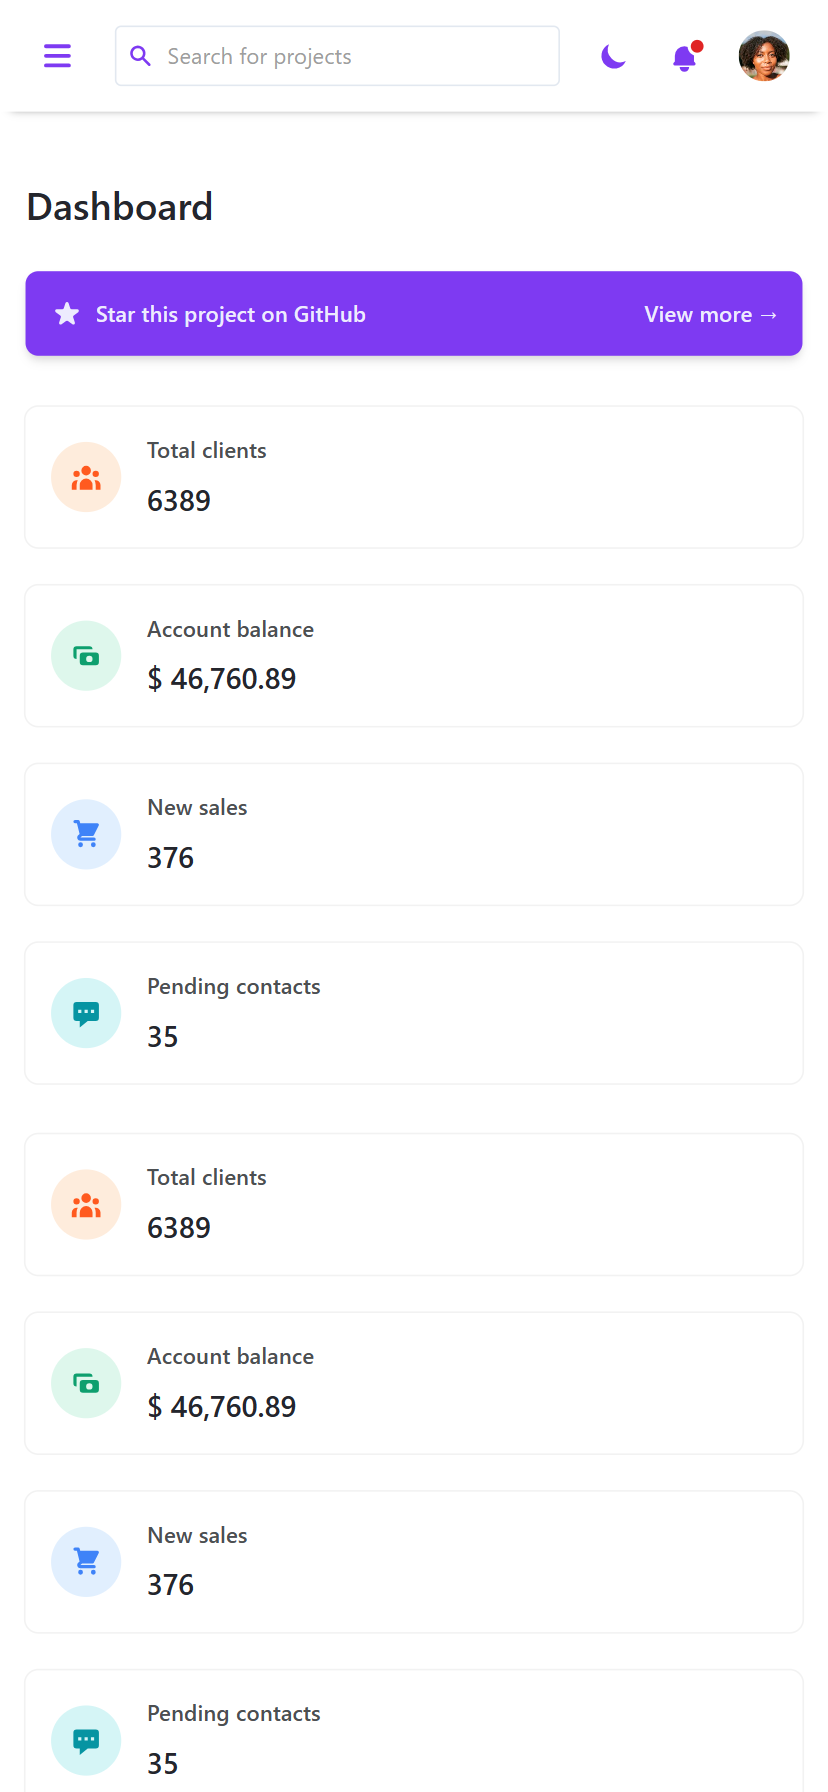 Search for projects
Dashboard
Star this project on GitHub
View more →
Total clients
6389
Account balance
$ 46,760.89
New sales
376
Pending contacts
35
Total clients
6389
Account balance
$ 46,760.89
New sales
376
Pending contacts
35